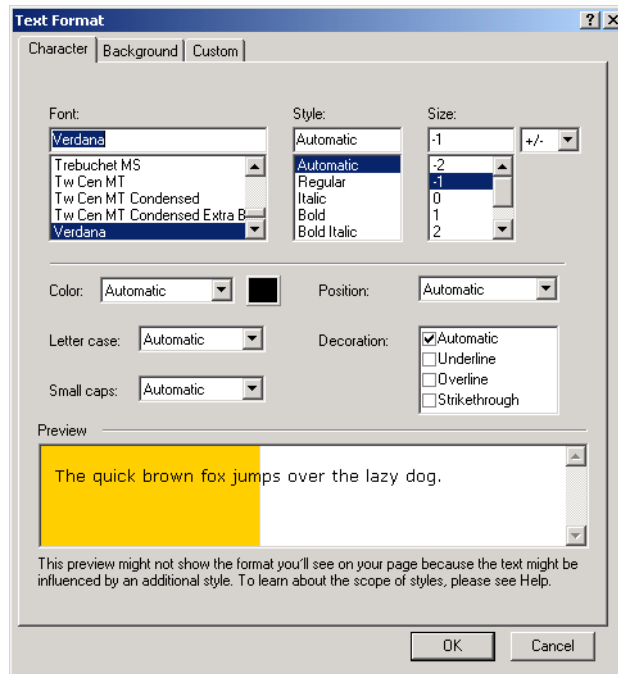 Text Format
Character Background Custom
Font: Style: Size:
Verdana Automatic -1 +/-
Trebuchet MS Automatic -2
Tw Cen MT Regular -1
Tw Cen MT Condensed Italic 0
Tw Cen MT Condensed Extra B Bold 1
Verdana Bold Italic 2
Color: Automatic Position: Automatic
Letter case: Automatic Decoration: Automatic
Underline
Small caps: Automatic Overline
Strikethrough
Preview
The quick brown fox jumps over the lazy dog.
This preview might not show the format you'll see on your page because the text might be
influenced by an additional style. To learn about the scope of styles, please see Help.
OK Cancel